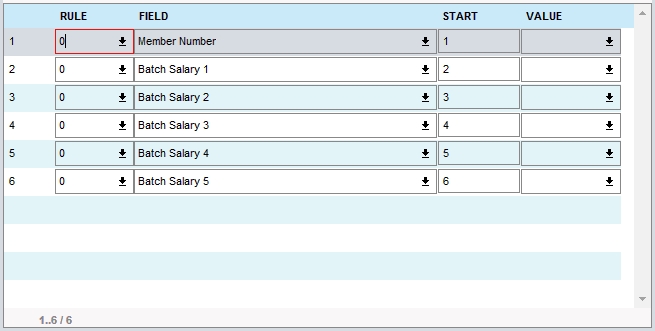 RULE FIELD START VALUE
1 0 Member Number 1
2 0 Batch Salary 1 2
3 0 Batch Salary 2 3
4 0 Batch Salary 3 4
5 0 Batch Salary 4 5
6 0 Batch Salary 5 6
1..6 / 6